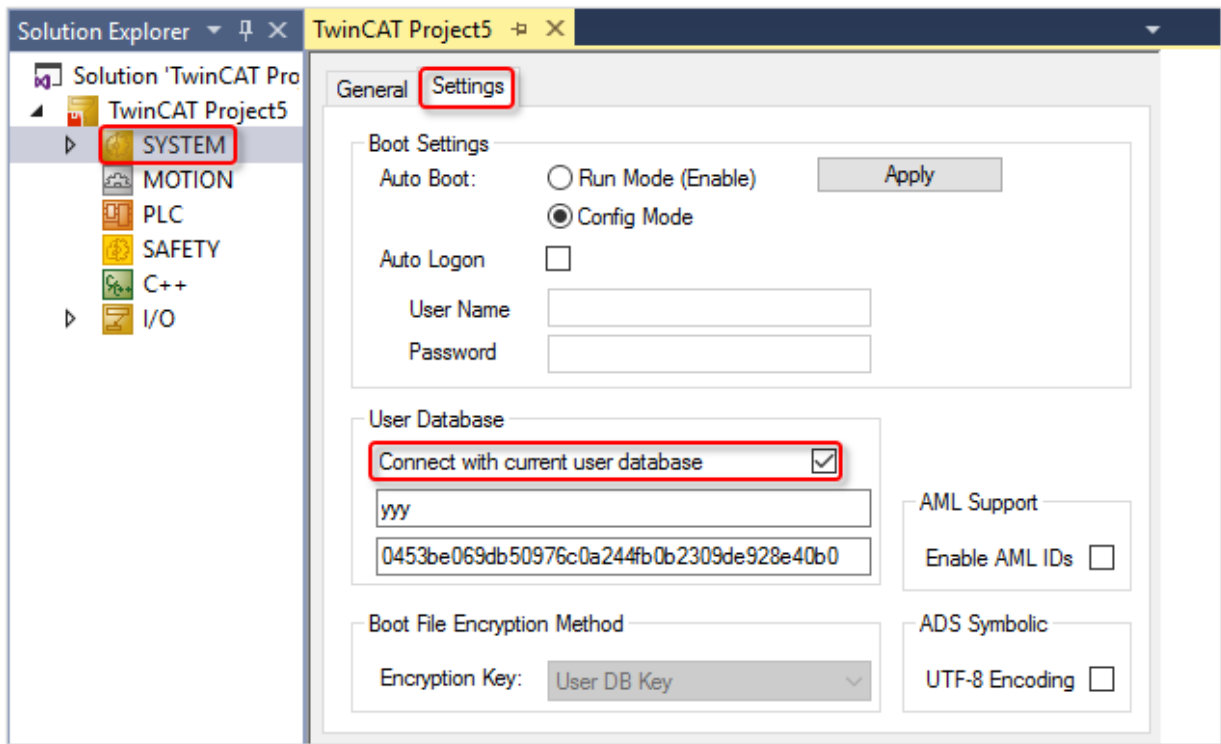 Solution Explorer
TwinCAT Project5
Solution 'TwinCAT Pro
TwinCAT Project5
SYSTEM
MOTION
PLC
SAFETY
C++
I/O
General
Settings
Boot Settings
Auto Boot:
Run Mode (Enable)
Apply
Config Mode
Auto Logon
User Name
Password
User Database
Connect with current user database
yyy
0453be069db50976c0a244fb0b2309de928e40b0
AML Support
Enable AML IDs
Boot File Encryption Method
Encryption Key:
User DB Key
ADS Symbolic
UTF-8 Encoding